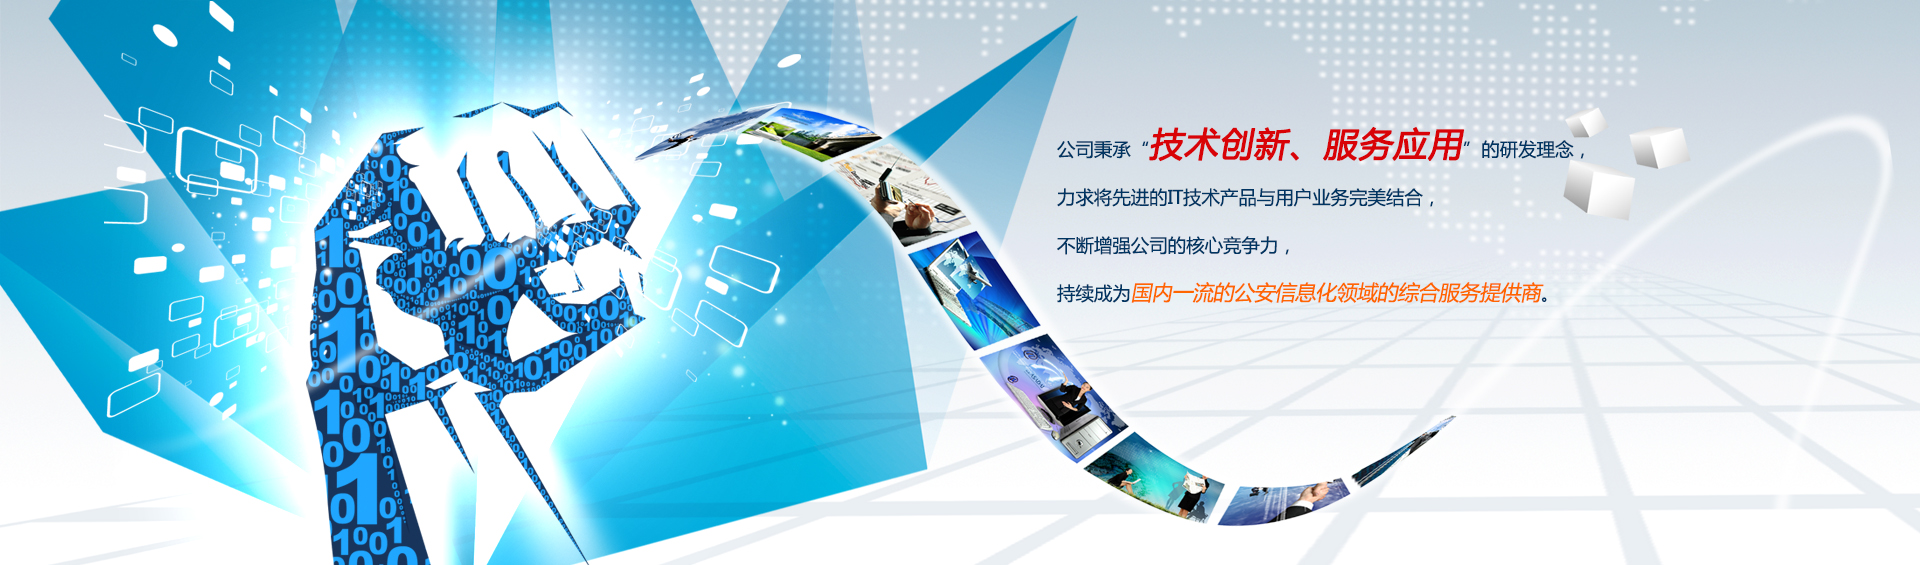 公司秉承“技术创新、服务应用”的研发理念，
力求将先进的IT技术产品与用户业务完美结合，
不断增强公司的核心竞争力，
持续成为国内一流的公安信息化领域的综合服务提供商。